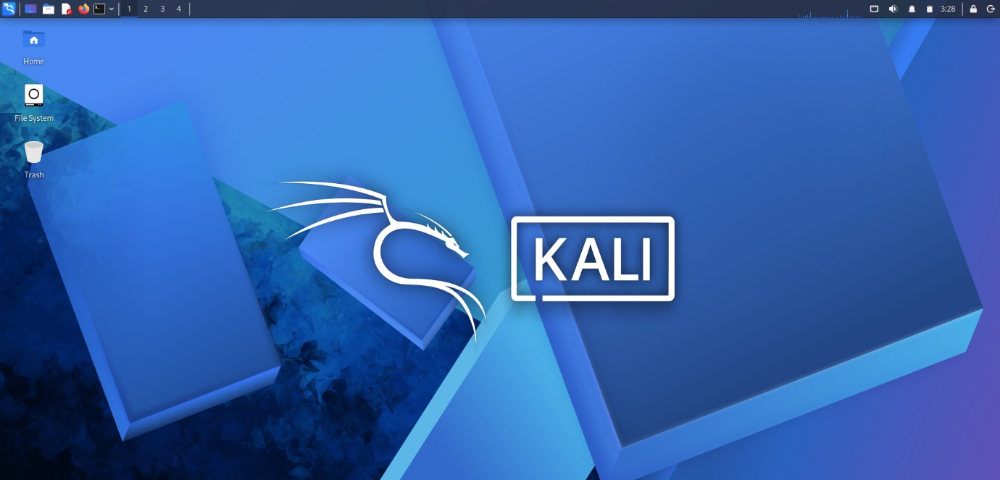 1 2 3 4
3:28
Home
File System
Trash
KALI